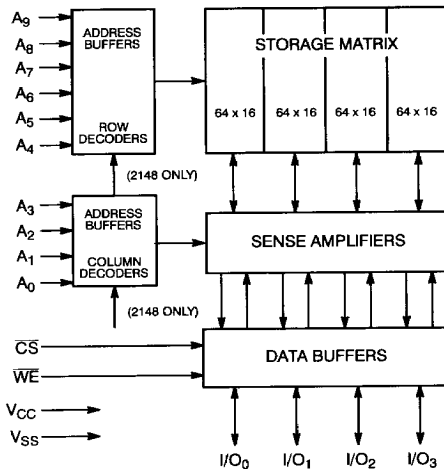 A9
A8
A7
A6
A5
A4
ADDRESS
BUFFERS
ROW
DECODERS
STORAGE MATRIX
64 x 16 64 x 16 64 x 16 64 x 16
(2148 ONLY)
A3
A2
A1
A0
ADDRESS
BUFFERS
COLUMN
DECODERS
SENSE AMPLIFIERS
(2148 ONLY)
C̅S̅
W̅E̅
DATA BUFFERS
VCC
VSS
I/O0 I/O1 I/O2 I/O3